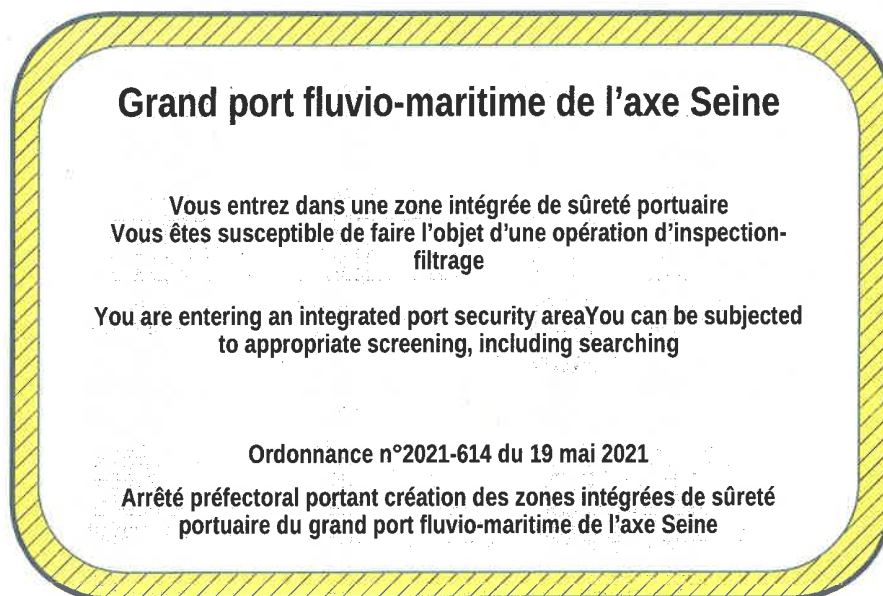 Grand port fluvio-maritime de l'axe Seine
Vous entrez dans une zone intégrée de sûreté portuaire
Vous êtes susceptible de faire l'objet d'une opération d'inspection-
filtrage
You are entering an integrated port security areaYou can be subjected
to appropriate screening, including searching
Ordonnance n°2021-614 du 19 mai 2021
Arrêté préfectoral portant création des zones intégrées de sûreté
portuaire du grand port fluvio-maritime de l'axe Seine